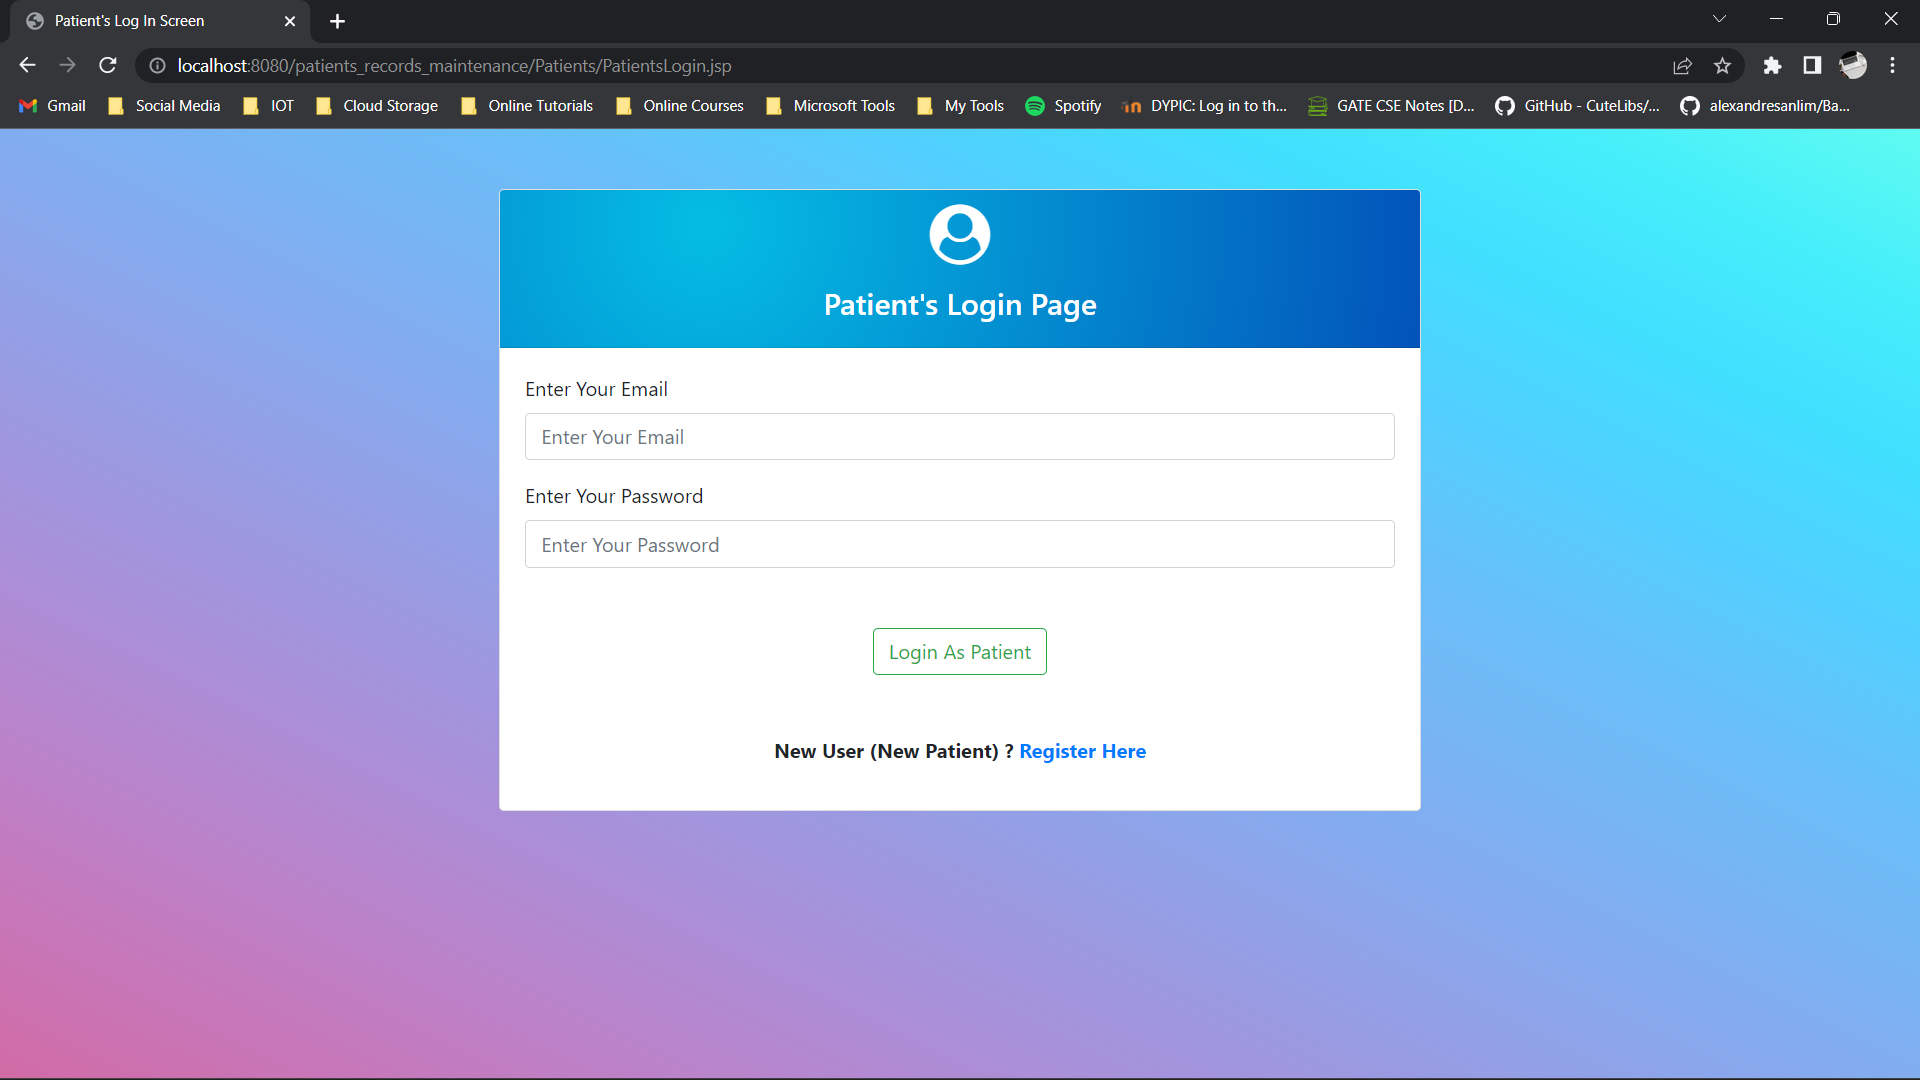 Patient's Log In Screen
localhost:8080/patients_records_maintenance/Patients/PatientsLogin.jsp
Gmail Social Media IOT Cloud Storage Online Tutorials Online Courses Microsoft Tools My Tools Spotify DYPIC: Log in to th... GATE CSE Notes [D... GitHub - CuteLibs/... alexandresanlim/Ba...
Patient's Login Page
Enter Your Email
Enter Your Email
Enter Your Password
Enter Your Password
Login As Patient
New User (New Patient) ? Register Here